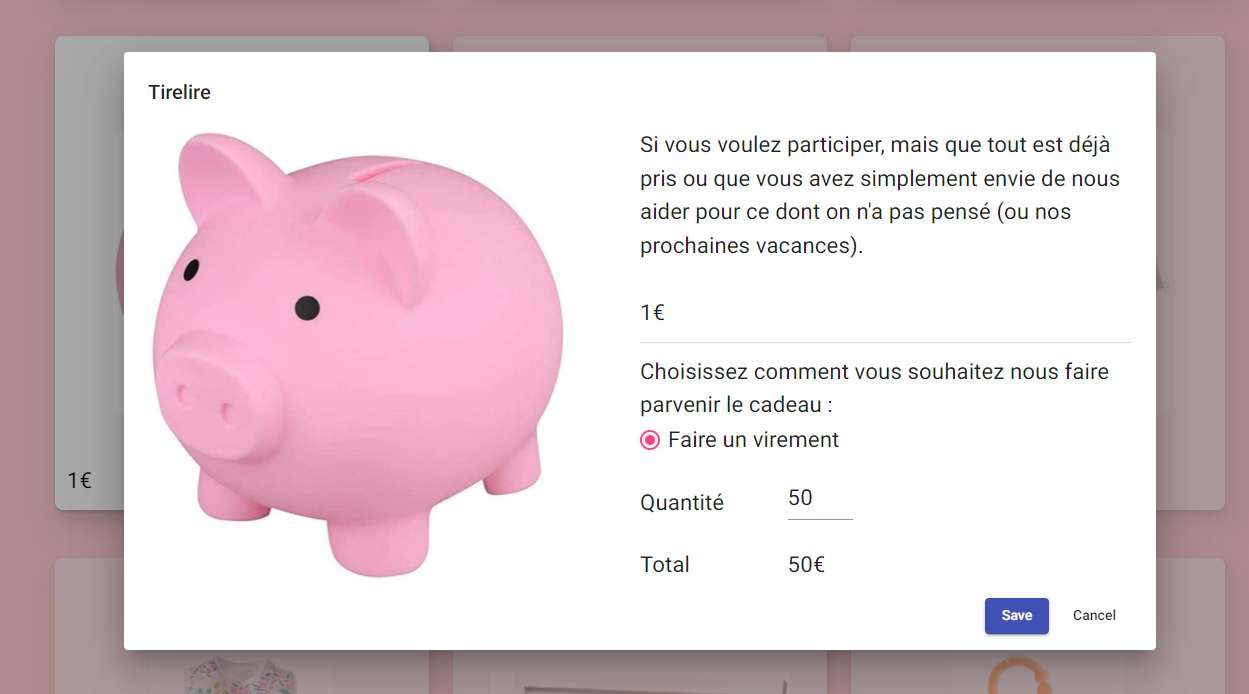 Tirelire
Si vous voulez participer, mais que tout est déjà
pris ou que vous avez simplement envie de nous
aider pour ce dont on n'a pas pensé (ou nos
prochaines vacances).
1€
Choisissez comment vous souhaitez nous faire
parvenir le cadeau :
Faire un virement
1€
Quantité 50
Total 50€
Save Cancel